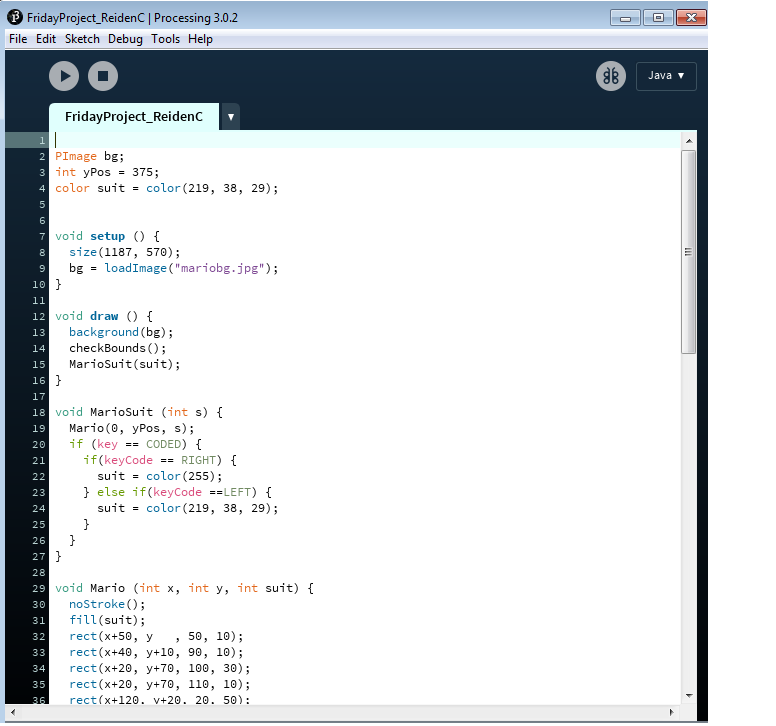 FridayProject_ReidenC | Processing 3.0.2
File Edit Sketch Debug Tools Help
Java ▼
FridayProject_ReidenC ▼
1
2 PImage bg;
3 int yPos = 375;
4 color suit = color(219, 38, 29);
5
6
7 void setup () {
8   size(1187, 570);
9   bg = loadImage("mariobg.jpg");
10 }
11
12 void draw () {
13   background(bg);
14   checkBounds();
15   MarioSuit(suit);
16 }
17
18 void MarioSuit (int s) {
19   Mario(0, yPos, s);
20   if (key == CODED) {
21     if(keyCode == RIGHT) {
22       suit = color(255);
23     } else if(keyCode ==LEFT) {
24       suit = color(219, 38, 29);
25     }
26   }
27 }
28
29 void Mario (int x, int y, int suit) {
30   noStroke();
31   fill(suit);
32   rect(x+50, y   , 50, 10);
33   rect(x+40, y+10, 90, 10);
34   rect(x+20, y+70, 100, 30);
35   rect(x+20, y+70, 110, 10);
36   rect(x+120, y+20, 20, 50);